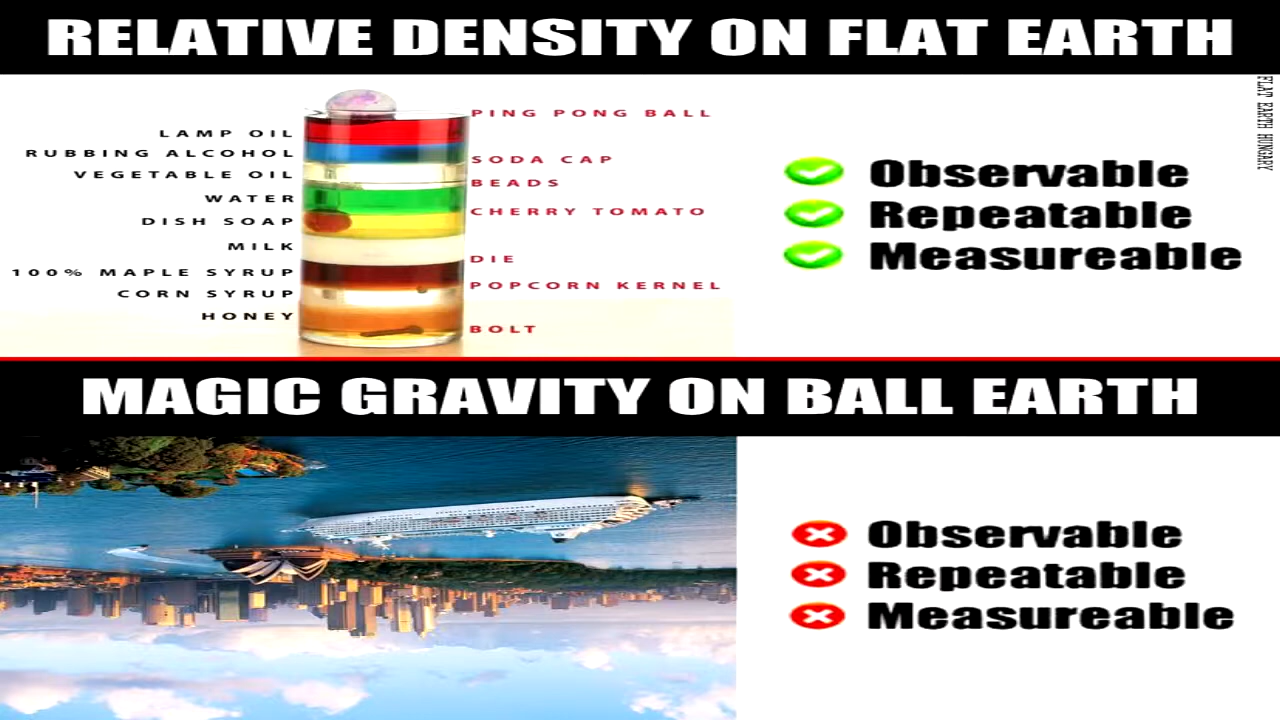 RELATIVE DENSITY ON FLAT EARTH
FLAT EARTH HUNGARY
PING PONG BALL
LAMP OIL
RUBBING ALCOHOL
SODA CAP
VEGETABLE OIL
BEADS
WATER
CHERRY TOMATO
DISH SOAP
MILK
DIE
100% MAPLE SYRUP
POPCORN KERNEL
CORN SYRUP
HONEY
BOLT
Observable
Repeatable
Measureable
MAGIC GRAVITY ON BALL EARTH
Observable
Repeatable
Measureable